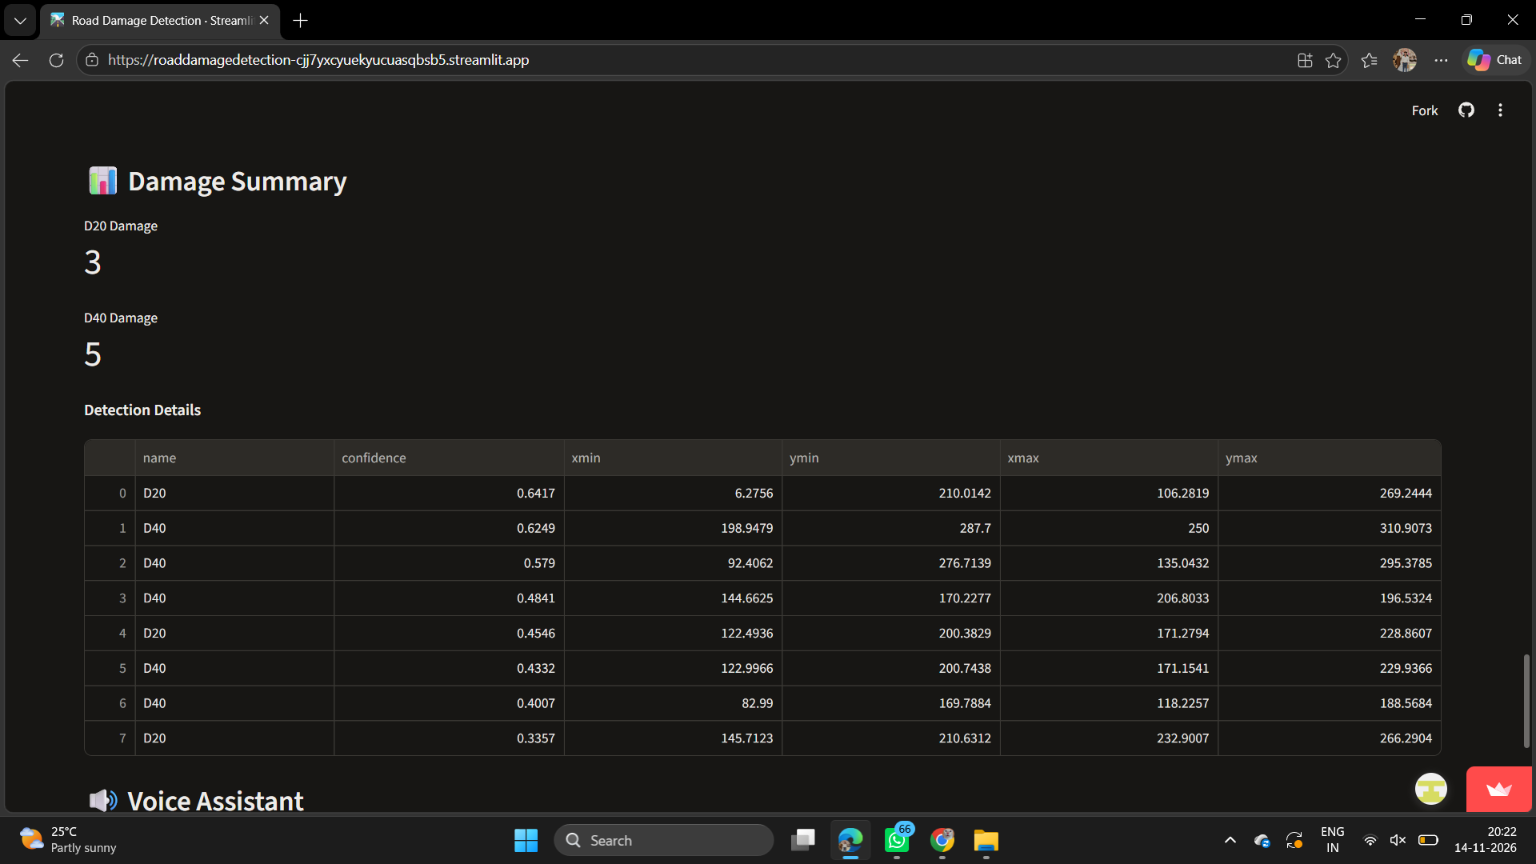 Road Damage Detection · Streamli
https://roaddamagedetection-cjj7yxcyuekyucuasqbsb5.streamlit.app
Chat
Fork
Damage Summary
D20 Damage
3
D40 Damage
5
Detection Details
name confidence xmin ymin xmax ymax
0 D20 0.6417 6.2756 210.0142 106.2819 269.2444
1 D40 0.6249 198.9479 287.7 250 310.9073
2 D40 0.579 92.4062 276.7139 135.0432 295.3785
3 D40 0.4841 144.6625 170.2277 206.8033 196.5324
4 D20 0.4546 122.4936 200.3829 171.2794 228.8607
5 D40 0.4332 122.9966 200.7438 171.1541 229.9366
6 D40 0.4007 82.99 169.7884 118.2257 188.5684
7 D20 0.3357 145.7123 210.6312 232.9007 266.2904
Voice Assistant
25°C
Partly sunny
Search
66
ENG
IN
20:22
14-11-2026